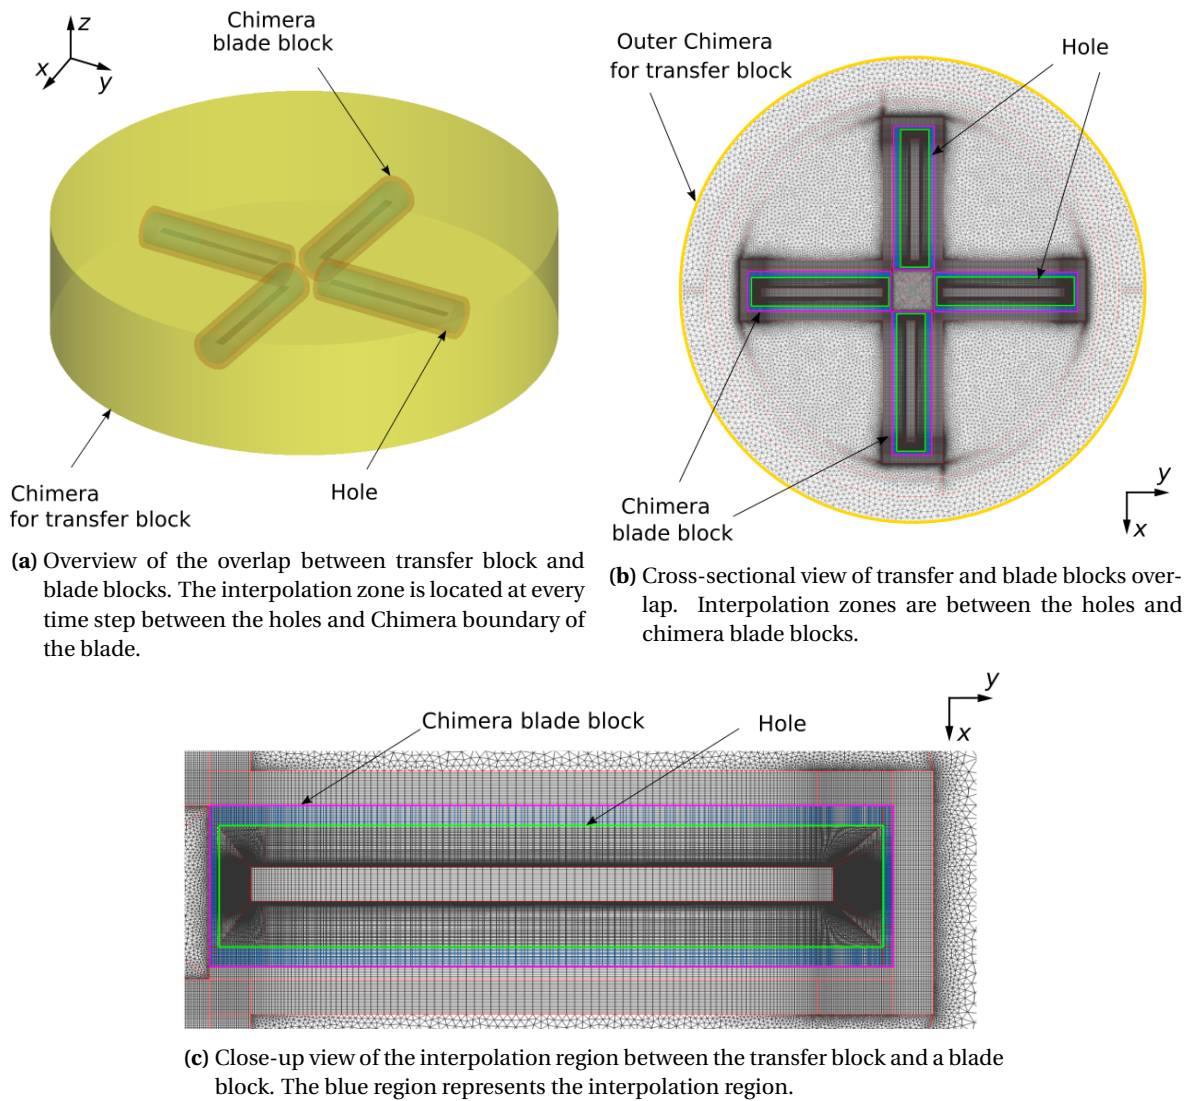 Chimera
blade block
z
x
y
Chimera
for transfer block
Hole
(a) Overview of the overlap between transfer block and
blade blocks. The interpolation zone is located at every
time step between the holes and Chimera boundary of
the blade.
Outer Chimera
for transfer block
Hole
Chimera
blade block
y
x
(b) Cross-sectional view of transfer and blade blocks over-
lap. Interpolation zones are between the holes and
chimera blade blocks.
Chimera blade block
Hole
y
x
(c) Close-up view of the interpolation region between the transfer block and a blade
block. The blue region represents the interpolation region.